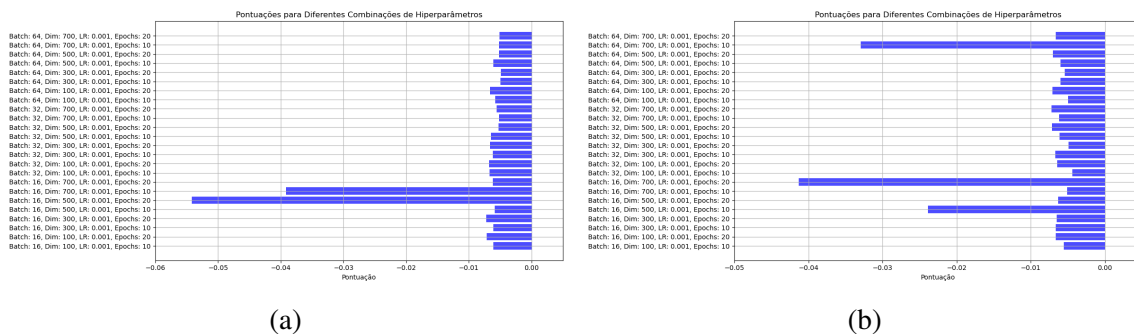 Pontuações para Diferentes Combinações de Hiperparâmetros
Batch: 64, Dim: 700, LR: 0.001, Epochs: 20
Batch: 64, Dim: 700, LR: 0.001, Epochs: 10
Batch: 64, Dim: 500, LR: 0.001, Epochs: 20
Batch: 64, Dim: 500, LR: 0.001, Epochs: 10
Batch: 64, Dim: 300, LR: 0.001, Epochs: 20
Batch: 64, Dim: 300, LR: 0.001, Epochs: 10
Batch: 64, Dim: 100, LR: 0.001, Epochs: 20
Batch: 64, Dim: 100, LR: 0.001, Epochs: 10
Batch: 32, Dim: 700, LR: 0.001, Epochs: 20
Batch: 32, Dim: 700, LR: 0.001, Epochs: 10
Batch: 32, Dim: 500, LR: 0.001, Epochs: 20
Batch: 32, Dim: 500, LR: 0.001, Epochs: 10
Batch: 32, Dim: 300, LR: 0.001, Epochs: 20
Batch: 32, Dim: 300, LR: 0.001, Epochs: 10
Batch: 32, Dim: 100, LR: 0.001, Epochs: 20
Batch: 32, Dim: 100, LR: 0.001, Epochs: 10
Batch: 16, Dim: 700, LR: 0.001, Epochs: 20
Batch: 16, Dim: 700, LR: 0.001, Epochs: 10
Batch: 16, Dim: 500, LR: 0.001, Epochs: 20
Batch: 16, Dim: 500, LR: 0.001, Epochs: 10
Batch: 16, Dim: 300, LR: 0.001, Epochs: 20
Batch: 16, Dim: 300, LR: 0.001, Epochs: 10
Batch: 16, Dim: 100, LR: 0.001, Epochs: 20
Batch: 16, Dim: 100, LR: 0.001, Epochs: 10
−0.06 −0.05 −0.04 −0.03 −0.02 −0.01 0.00
Pontuação
(a)
Pontuações para Diferentes Combinações de Hiperparâmetros
Batch: 64, Dim: 700, LR: 0.001, Epochs: 20
Batch: 64, Dim: 700, LR: 0.001, Epochs: 10
Batch: 64, Dim: 500, LR: 0.001, Epochs: 20
Batch: 64, Dim: 500, LR: 0.001, Epochs: 10
Batch: 64, Dim: 300, LR: 0.001, Epochs: 20
Batch: 64, Dim: 300, LR: 0.001, Epochs: 10
Batch: 64, Dim: 100, LR: 0.001, Epochs: 20
Batch: 64, Dim: 100, LR: 0.001, Epochs: 10
Batch: 32, Dim: 700, LR: 0.001, Epochs: 20
Batch: 32, Dim: 700, LR: 0.001, Epochs: 10
Batch: 32, Dim: 500, LR: 0.001, Epochs: 20
Batch: 32, Dim: 500, LR: 0.001, Epochs: 10
Batch: 32, Dim: 300, LR: 0.001, Epochs: 20
Batch: 32, Dim: 300, LR: 0.001, Epochs: 10
Batch: 32, Dim: 100, LR: 0.001, Epochs: 20
Batch: 32, Dim: 100, LR: 0.001, Epochs: 10
Batch: 16, Dim: 700, LR: 0.001, Epochs: 20
Batch: 16, Dim: 700, LR: 0.001, Epochs: 10
Batch: 16, Dim: 500, LR: 0.001, Epochs: 20
Batch: 16, Dim: 500, LR: 0.001, Epochs: 10
Batch: 16, Dim: 300, LR: 0.001, Epochs: 20
Batch: 16, Dim: 300, LR: 0.001, Epochs: 10
Batch: 16, Dim: 100, LR: 0.001, Epochs: 20
Batch: 16, Dim: 100, LR: 0.001, Epochs: 10
−0.05 −0.04 −0.03 −0.02 −0.01 0.00
Pontuação
(b)